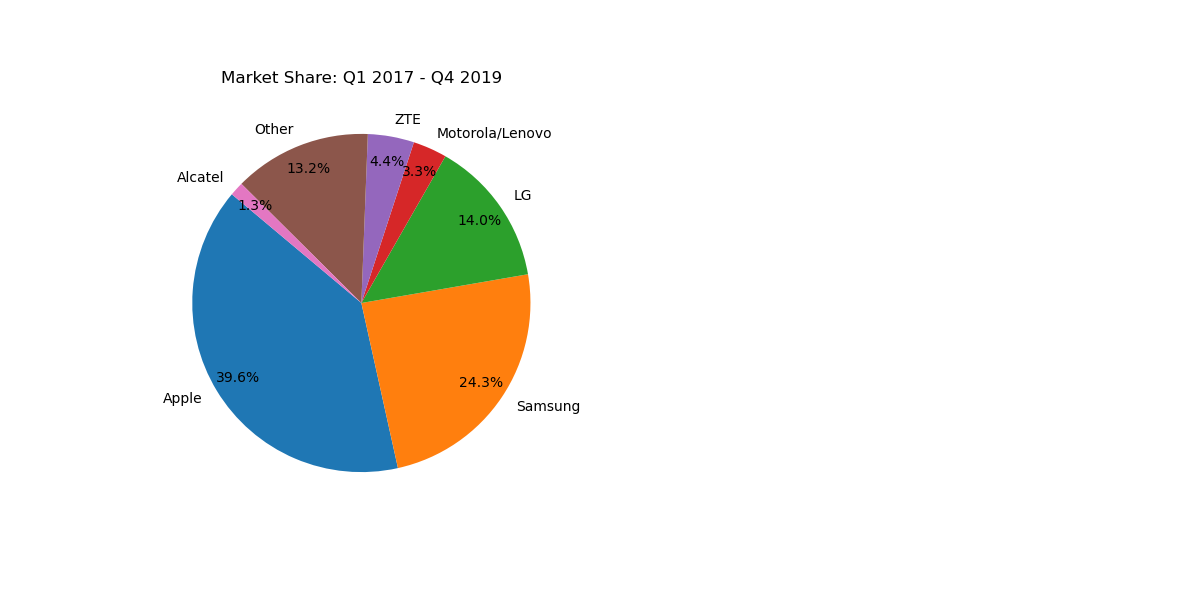 Market Share: Q1 2017 - Q4 2019
ZTE
Other
Motorola/Lenovo
4.4%
13.2%
3.3%
Alcatel
LG
1.3%
14.0%
39.6%
24.3%
Apple
Samsung